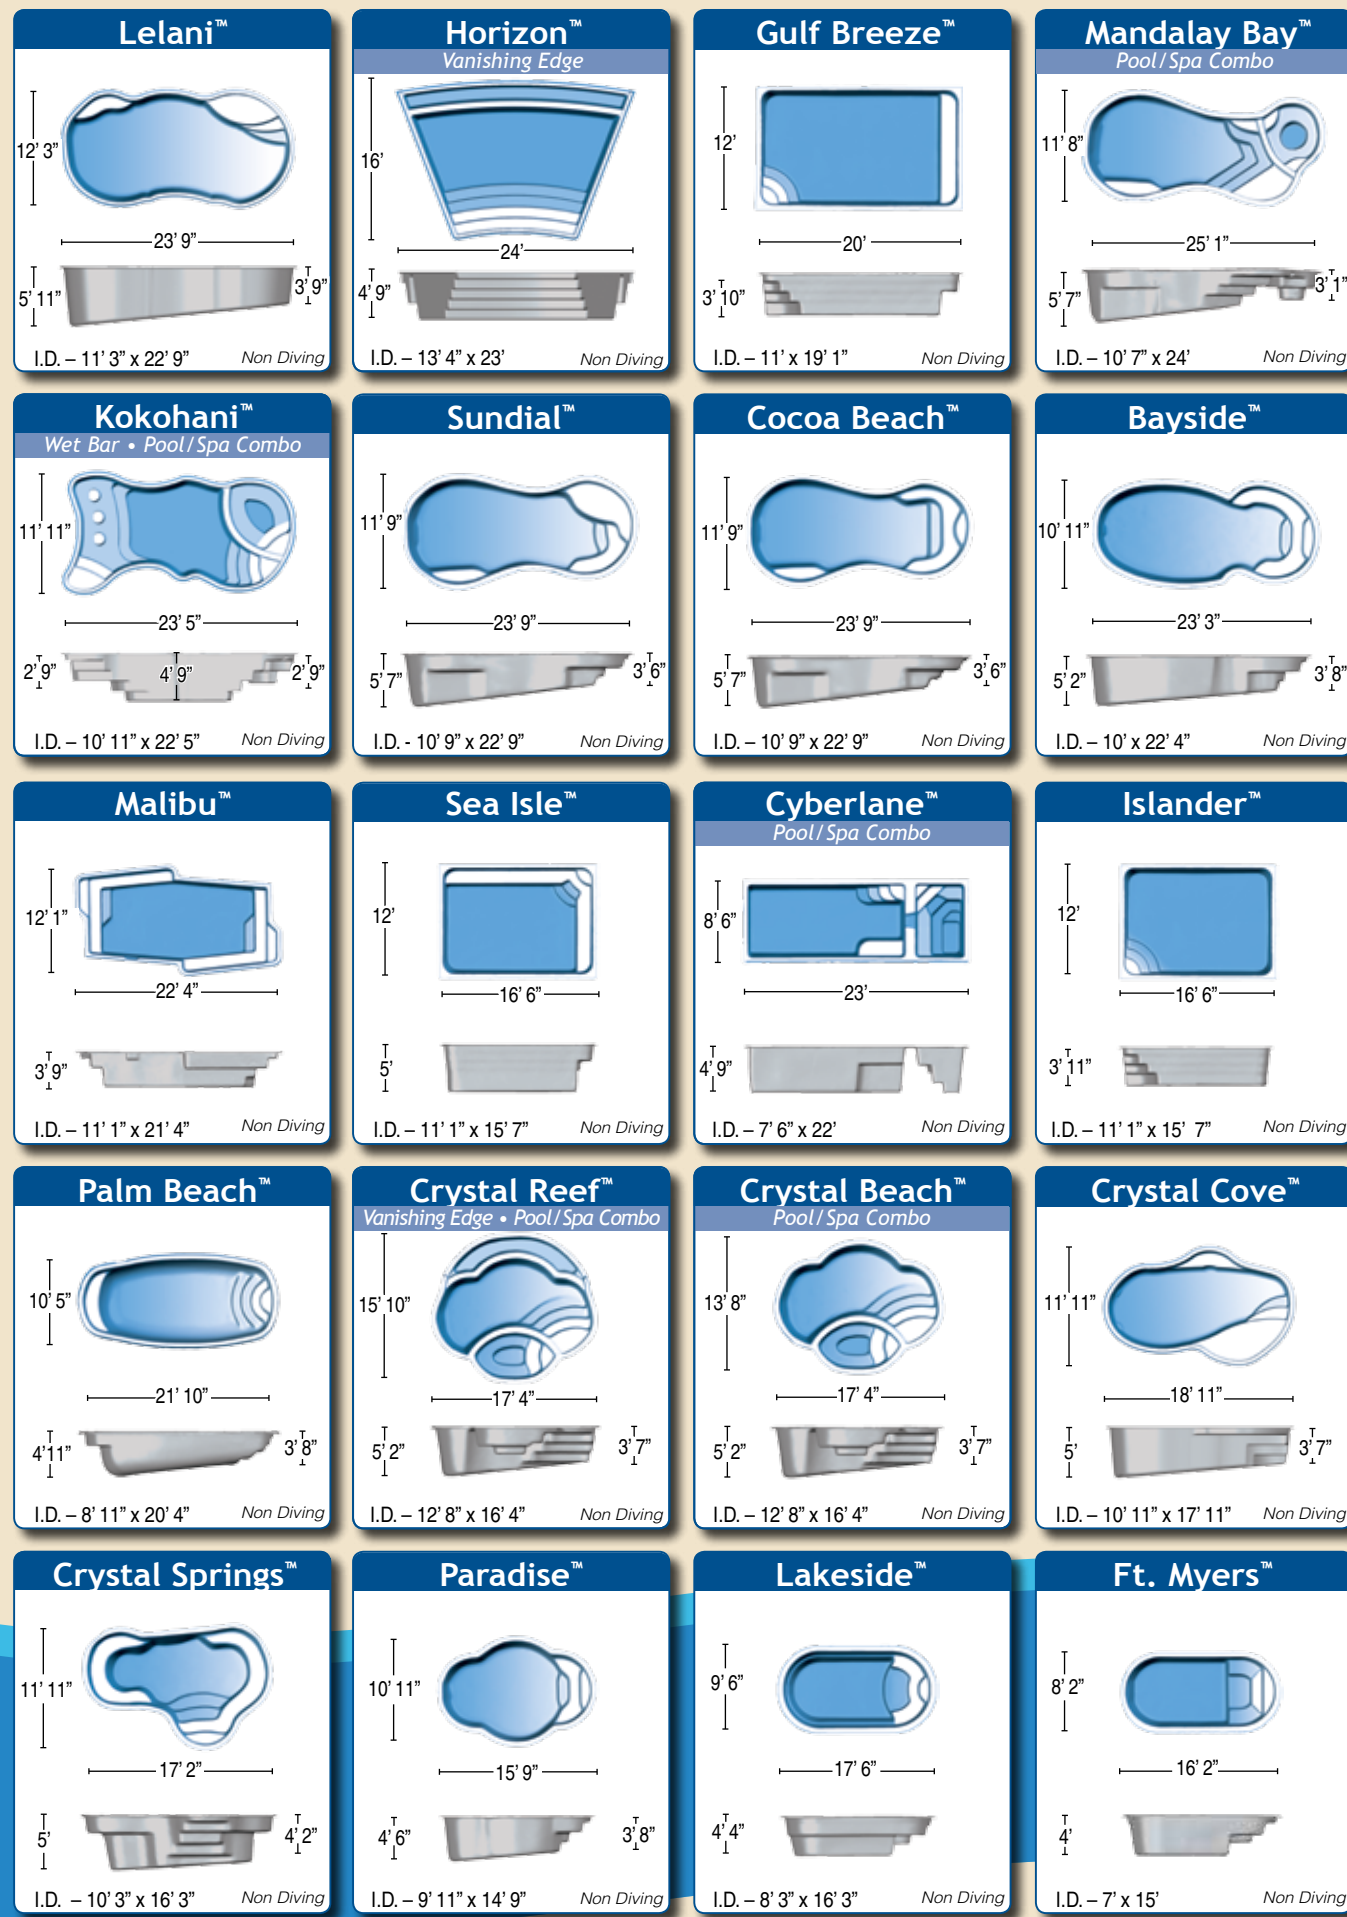 Lelani™
12' 3"
23' 9"
5' 11"
3' 9"
I.D. – 11' 3" x 22' 9"
Non Diving
Horizon™
Vanishing Edge
16'
24'
4' 9"
I.D. – 13' 4" x 23'
Non Diving
Gulf Breeze™
12'
20'
3' 10"
I.D. – 11' x 19' 1"
Non Diving
Mandalay Bay™
Pool/Spa Combo
11' 8"
25' 1"
5' 7"
3' 1"
I.D. – 10' 7" x 24'
Non Diving
Kokohani™
Wet Bar • Pool/Spa Combo
11' 11"
23' 5"
2' 9"
4' 9"
2' 9"
I.D. – 10' 11" x 22' 5"
Non Diving
Sundial™
11' 9"
23' 9"
5' 7"
3' 6"
I.D. - 10' 9" x 22' 9"
Non Diving
Cocoa Beach™
11' 9"
23' 9"
5' 7"
3' 6"
I.D. – 10' 9" x 22' 9"
Non Diving
Bayside™
10' 11"
23' 3"
5' 2"
3' 8"
I.D. – 10' x 22' 4"
Non Diving
Malibu™
12' 1"
22' 4"
3' 9"
I.D. – 11' 1" x 21' 4"
Non Diving
Sea Isle™
12'
16' 6"
5'
I.D. – 11' 1" x 15' 7"
Non Diving
Cyberlane™
Pool/Spa Combo
8' 6"
23'
4' 9"
I.D. – 7' 6" x 22'
Non Diving
Islander™
12'
16' 6"
3' 11"
I.D. – 11' 1" x 15' 7"
Non Diving
Palm Beach™
10' 5"
21' 10"
4' 11"
3' 8"
I.D. – 8' 11" x 20' 4"
Non Diving
Crystal Reef™
Vanishing Edge • Pool/Spa Combo
15' 10"
17' 4"
5' 2"
3' 7"
I.D. – 12' 8" x 16' 4"
Non Diving
Crystal Beach™
Pool/Spa Combo
13' 8"
17' 4"
5' 2"
3' 7"
I.D. – 12' 8" x 16' 4"
Non Diving
Crystal Cove™
11' 11"
18' 11"
5'
3' 7"
I.D. – 10' 11" x 17' 11"
Non Diving
Crystal Springs™
11' 11"
17' 2"
5'
4' 2"
I.D. – 10' 3" x 16' 3"
Non Diving
Paradise™
10' 11"
15' 9"
4' 6"
3' 8"
I.D. – 9' 11" x 14' 9"
Non Diving
Lakeside™
9' 6"
17' 6"
4' 4"
I.D. – 8' 3" x 16' 3"
Non Diving
Ft. Myers™
8' 2"
16' 2"
4'
I.D. – 7' x 15'
Non Diving